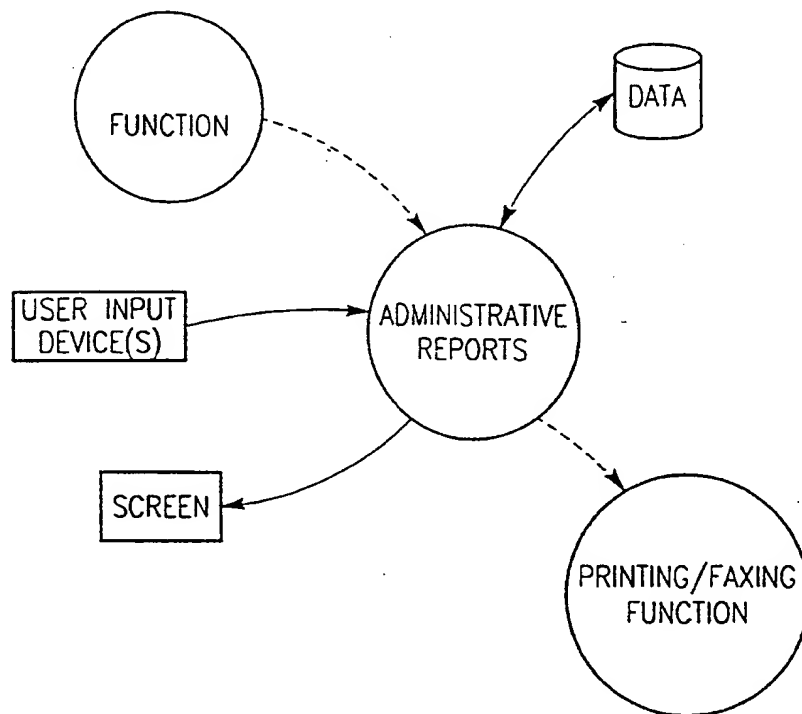 FUNCTION
DATA
USER INPUT
DEVICE(S)
ADMINISTRATIVE
REPORTS
SCREEN
PRINTING/FAXING
FUNCTION